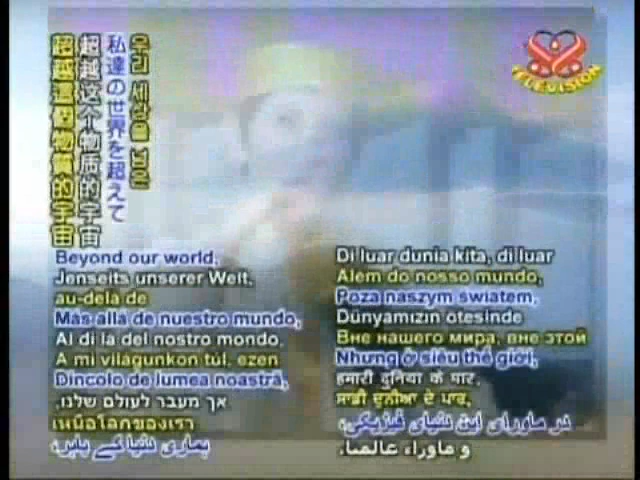 超越這個物質的宇宙
超越这个物质的宇宙
私達の世界を超えて
우리 세상을 넘은
TELEVISION
Beyond our world,
Jenseits unserer Welt,
au-delà de
Más allá de nuestro mundo,
Al di là del nostro mondo.
A mi világunkon túl, ezen
Dincolo de lumea noastră,
אך מעבר לעולם שלנו,
เหนือโลกของเรา
ہماری دنیا کے باہر،
Di luar dunia kita, di luar
Além do nosso mundo,
Poza naszym światem,
Dünyamızın ötesinde
Вне нашего мира, вне этой
Nhưng ở siêu thế giới,
हमारी दुनिया के पार,
ਸਾਡੀ ਦੁਨੀਆ ਦੇ ਪਾਰ,
در ماورای این دنیای فیزیکی،
و ماوراء عالمنا.